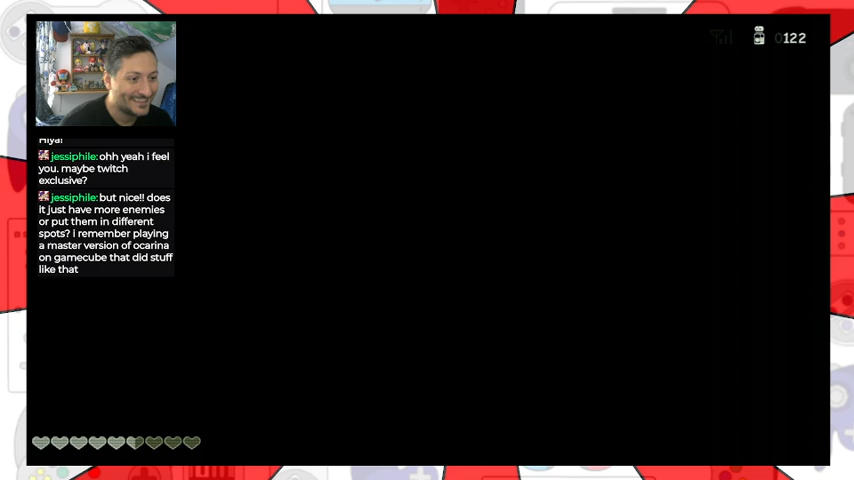 0122
Hiya!
jessiphile: ohh yeah i feel
you. maybe twitch
exclusive?
jessiphile: but nice!! does
it just have more enemies
or put them in different
spots? i remember playing
a master version of ocarina
on gamecube that did stuff
like that